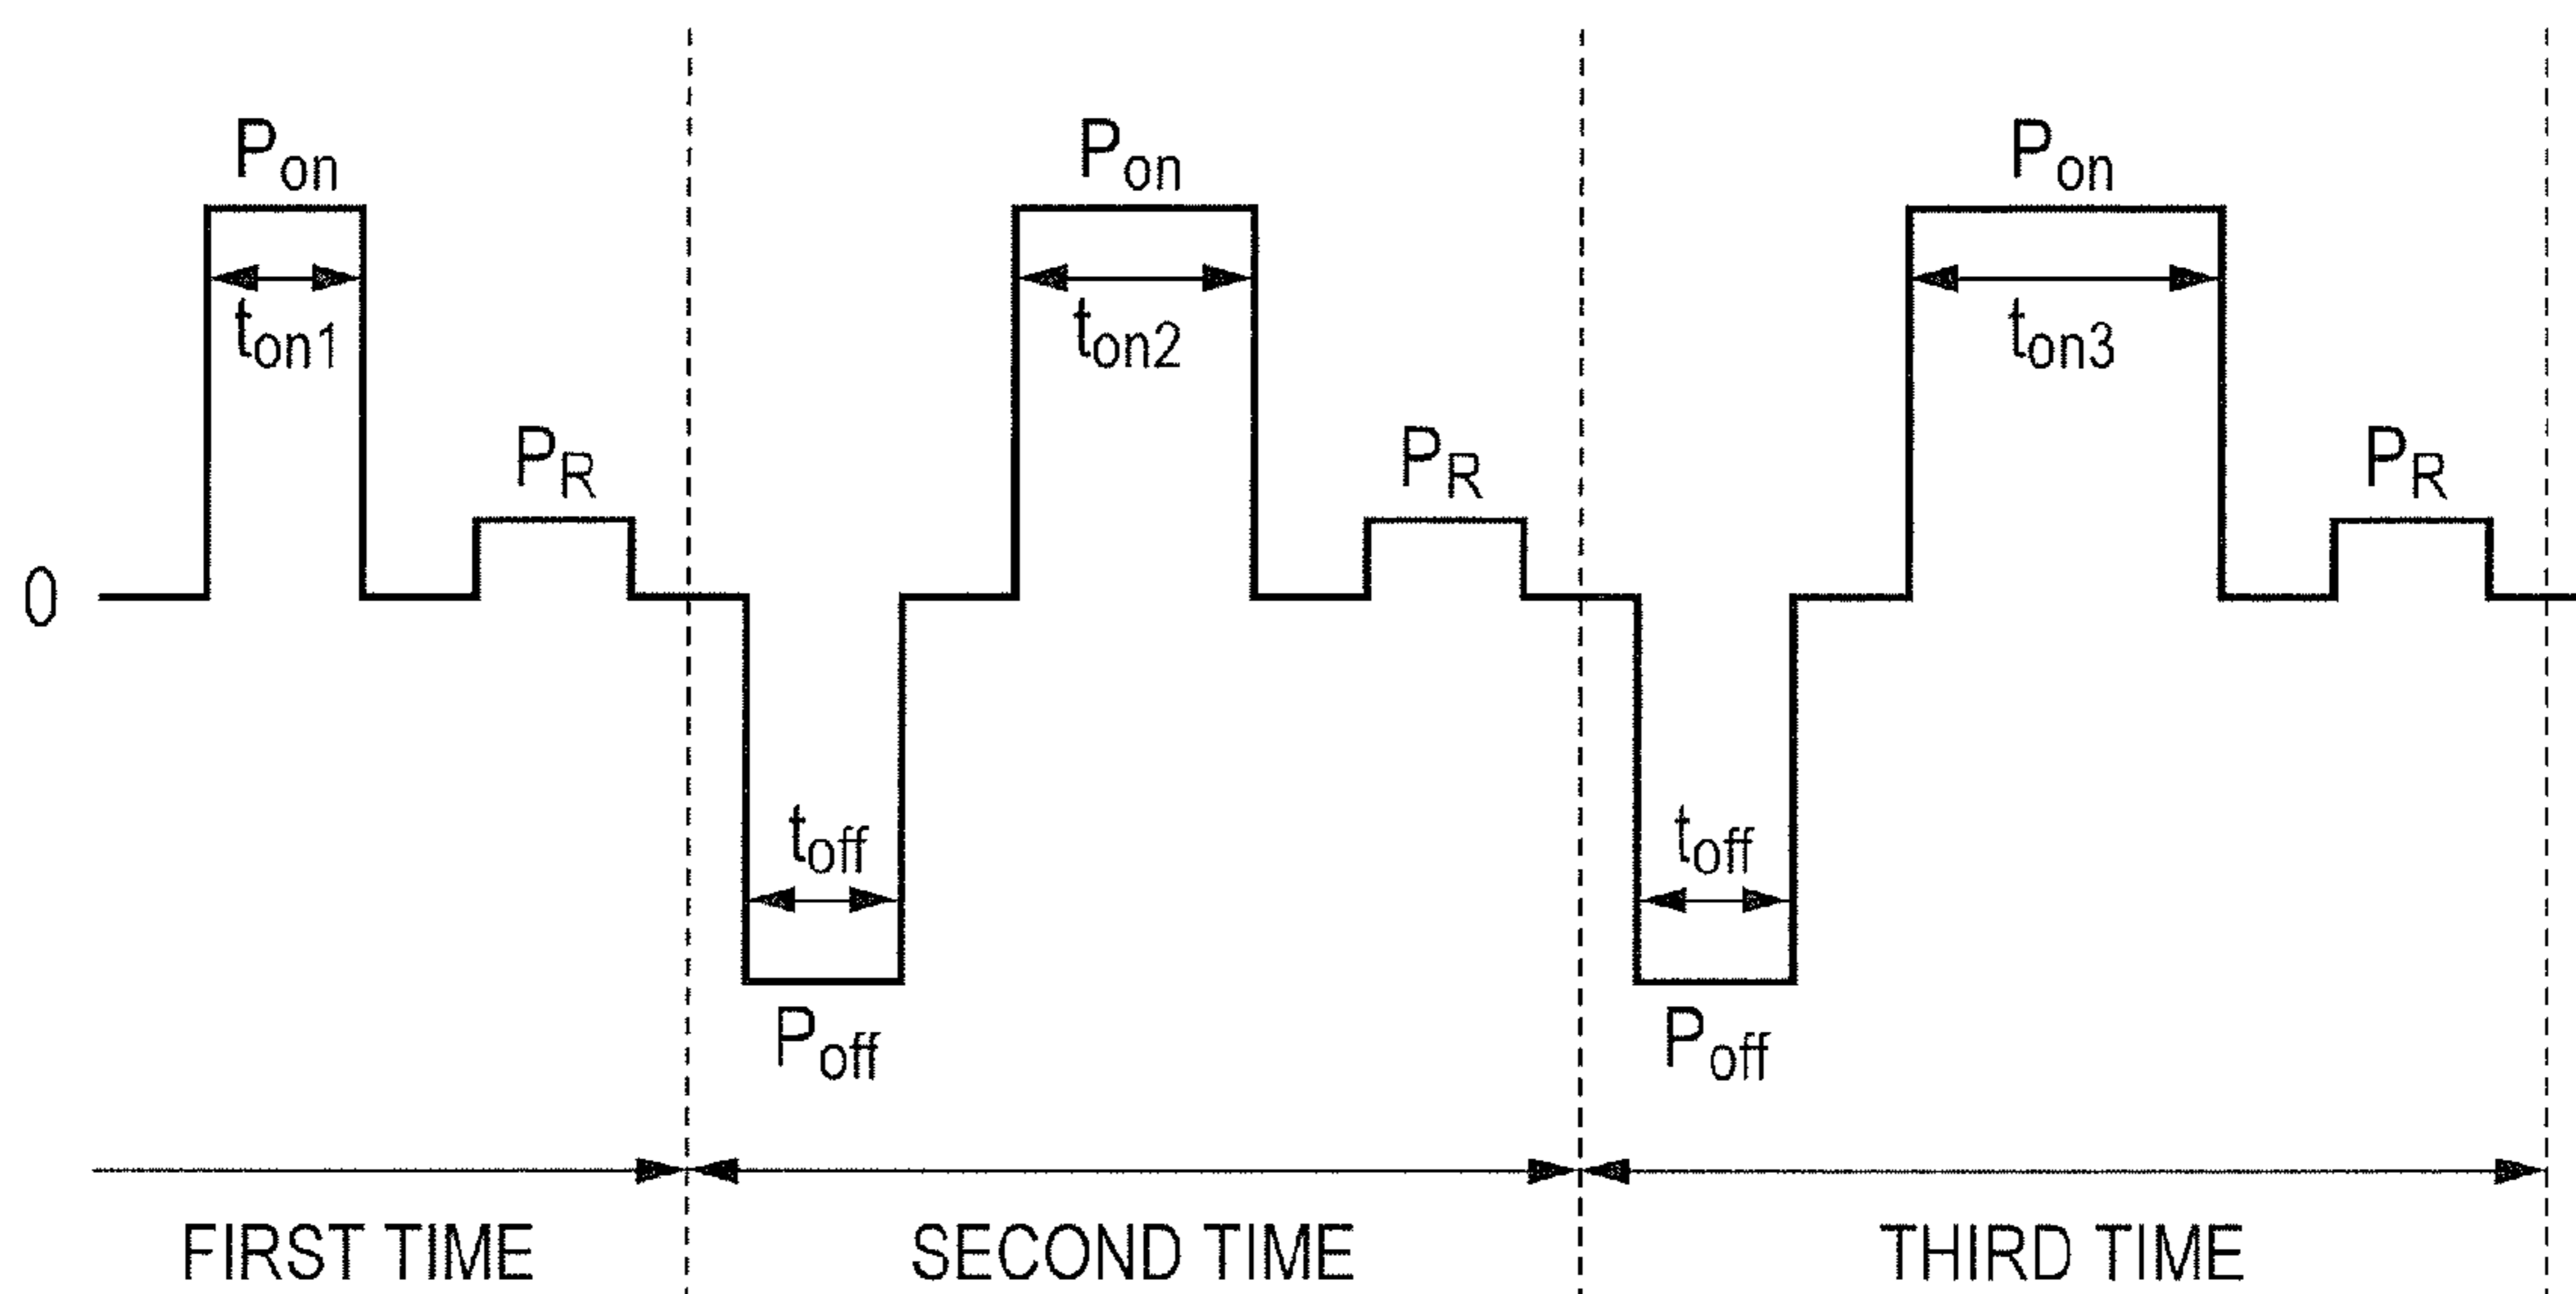 Pon Pon Pon
ton1 ton2 ton3
PR PR PR
0
toff toff
Poff Poff
FIRST TIME SECOND TIME THIRD TIME